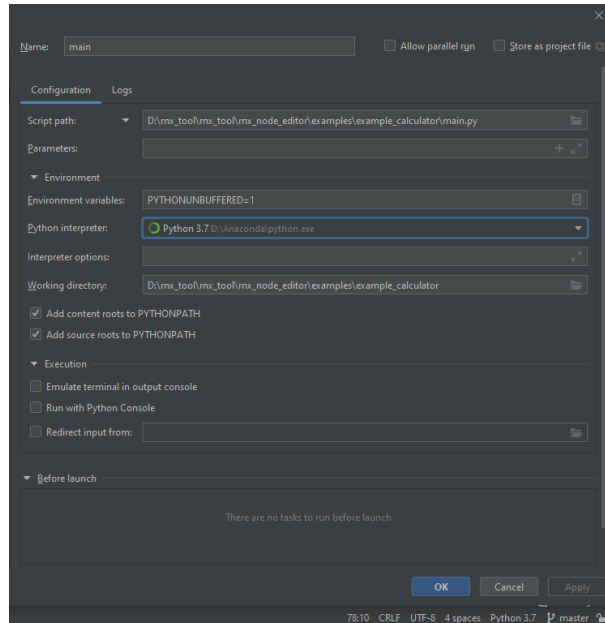 Name: main Allow parallel run Store as project file
Configuration Logs
Script path: D:\rnx_tool\rnx_tool\rnx_node_editor\examples\example_calculator\main.py
Parameters:
Environment
Environment variables: PYTHONUNBUFFERED=1
Python interpreter: Python 3.7 D:\Anaconda\python.exe
Interpreter options:
Working directory: D:\rnx_tool\rnx_tool\rnx_node_editor\examples\example_calculator
Add content roots to PYTHONPATH
Add source roots to PYTHONPATH
Execution
Emulate terminal in output console
Run with Python Console
Redirect input from:
Before launch
There are no tasks to run before launch
OK Cancel Apply
78:10 CRLF UTF-8 4 spaces Python 3.7 master